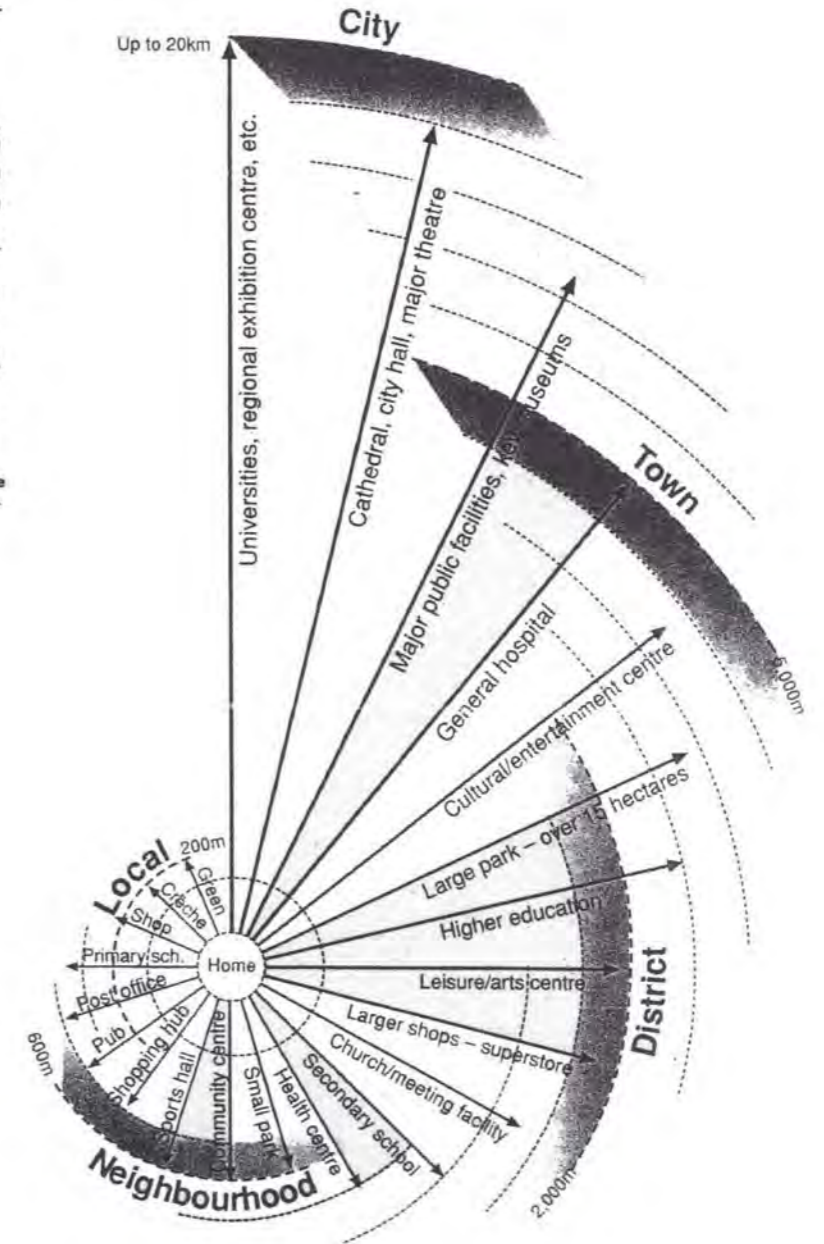 City
Up to 20km
Universities, regional exhibition centre, etc.
Cathedral, city hall, major theatre
Major public facilities, key museums
Town
General hospital
6,000m
Cultural/entertainment centre
Large park – over 15 hectares
Higher education
District
Leisure/arts centre
Larger shops – superstore
2,000m
Church/meeting facility
Secondary school
Health centre
Small park
Community centre
Sports hall
Shopping hub
Neighbourhood
600m
Pub
Post office
Primary sch.
Shop
Crèche
Green
200m
Local
Home